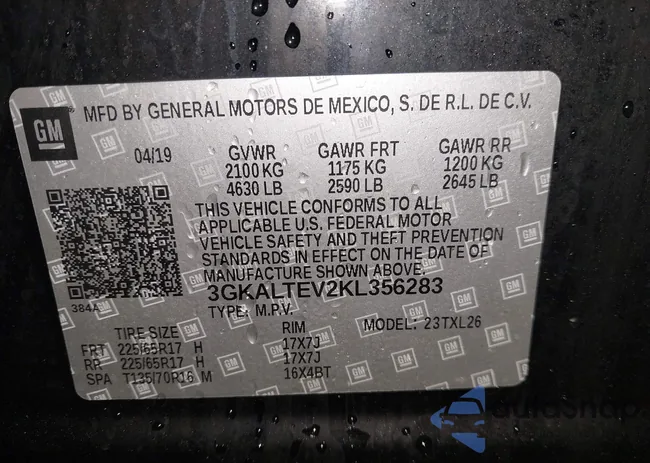 GM
MFD BY GENERAL MOTORS DE MEXICO, S. DE R.L. DE C.V.
04/19 GVWR GAWR FRT GAWR RR
2100 KG 1175 KG 1200 KG
4630 LB 2590 LB 2645 LB
THIS VEHICLE CONFORMS TO ALL
APPLICABLE U.S. FEDERAL MOTOR
VEHICLE SAFETY AND THEFT PREVENTION
STANDARDS IN EFFECT ON THE DATE OF
MANUFACTURE SHOWN ABOVE.
3GKALTEV2KL356283
384A
TYPE: M.P.V. MODEL: 23TXL26
TIRE SIZE RIM
FRT 225/65R17 H 17X7J
RR 225/65R17 H 17X7J
SPA T135/70R16 M 16X4BT
autoSnap